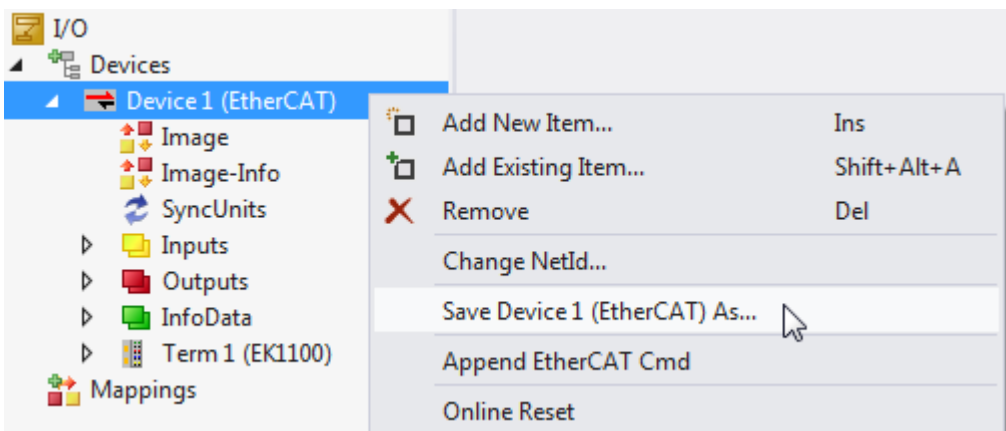 I/O
Devices
Device 1 (EtherCAT)
Image
Image-Info
SyncUnits
Inputs
Outputs
InfoData
Term 1 (EK1100)
Mappings
Add New Item... Ins
Add Existing Item... Shift+Alt+A
Remove Del
Change NetId...
Save Device 1 (EtherCAT) As...
Append EtherCAT Cmd
Online Reset